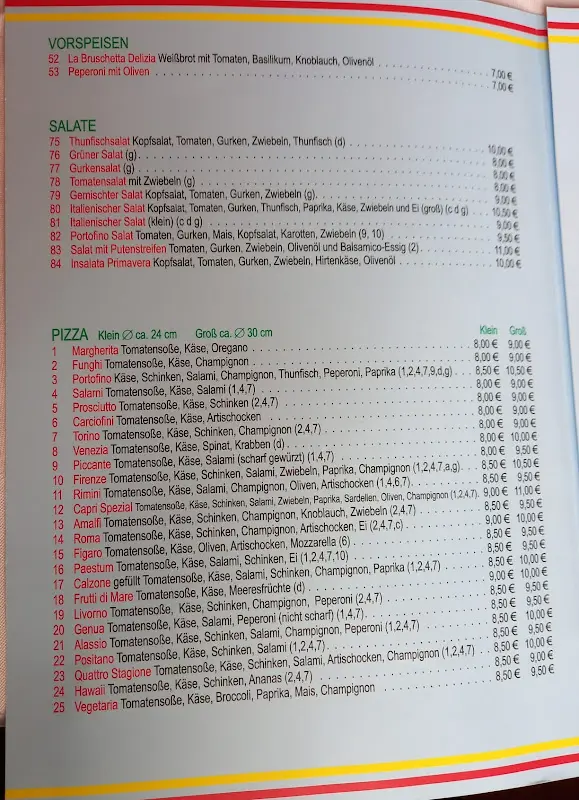 VORSPEISEN
52 La Bruschetta Delizia Weißbrot mit Tomaten, Basilikum, Knoblauch, Olivenöl 7,00 €
53 Peperoni mit Oliven 7,00 €
SALATE
75 Thunfischsalat Kopfsalat, Tomaten, Gurken, Zwiebeln, Thunfisch (d) 10,00 €
76 Grüner Salat (g) 8,00 €
77 Gurkensalat (g) 8,00 €
78 Tomatensalat mit Zwiebeln (g) 8,00 €
79 Gemischter Salat Kopfsalat, Tomaten, Gurken, Zwiebeln (g) 9,00 €
80 Italienischer Salat Kopfsalat, Tomaten, Gurken, Thunfisch, Paprika, Käse, Zwiebeln und Ei (groß) (c d g) 10,50 €
81 Italienischer Salat (klein) (c d g) 9,00 €
82 Portofino Salat Tomaten, Gurken, Mais, Kopfsalat, Karotten, Zwiebeln (9, 10) 9,50 €
83 Salat mit Putenstreifen Tomaten, Gurken, Zwiebeln, Olivenöl und Balsamico-Essig (2) 11,00 €
84 Insalata Primavera Kopfsalat, Tomaten, Gurken, Zwiebeln, Hirtenkäse, Olivenöl 10,00 €
PIZZA Klein ∅ ca. 24 cm Groß ca. ∅ 30 cm Klein Groß
1 Margherita Tomatensoße, Käse, Oregano 8,00 € 9,00 €
2 Funghi Tomatensoße, Käse, Champignon 8,00 € 9,00 €
3 Portofino Käse, Schinken, Salami, Champignon, Thunfisch, Peperoni, Paprika (1,2,4,7,9,d,g) 8,50 € 10,50 €
4 Salami Tomatensoße, Käse, Salami (1,4,7) 8,00 € 9,00 €
5 Prosciutto Tomatensoße, Käse, Schinken (2,4,7) 8,00 € 9,00 €
6 Carciofini Tomatensoße, Käse, Artischocken 8,00 € 9,00 €
7 Torino Tomatensoße, Käse, Schinken, Champignon (2,4,7) 8,00 € 9,00 €
8 Venezia Tomatensoße, Käse, Spinat, Krabben (d) 8,00 € 10,00 €
9 Piccante Tomatensoße, Käse, Salami (scharf gewürzt) (1,4,7) 8,00 € 9,50 €
10 Firenze Tomatensoße, Käse, Schinken, Salami, Zwiebeln, Paprika, Champignon (1,2,4,7,a,g) 8,50 € 10,50 €
11 Rimini Tomatensoße, Käse, Salami, Champignon, Oliven, Artischocken (1,4,6,7) 8,50 € 9,50 €
12 Capri Spezial Tomatensoße, Käse, Schinken, Salami, Zwiebeln, Paprika, Sardellen, Oliven, Champignon (1,2,4,7) 9,00 € 11,00 €
13 Amalfi Tomatensoße, Käse, Schinken, Champignon, Knoblauch, Zwiebeln (2,4,7) 8,50 € 9,50 €
14 Roma Tomatensoße, Käse, Schinken, Champignon, Artischocken, Ei (2,4,7,c) 9,00 € 10,00 €
15 Figaro Tomatensoße, Käse, Oliven, Artischocken, Mozzarella (6) 8,50 € 9,50 €
16 Paestum Tomatensoße, Käse, Salami, Schinken, Ei (1,2,4,7,10) 8,50 € 9,50 €
17 Calzone gefüllt Tomatensoße, Käse, Salami, Schinken, Champignon, Paprika (1,2,4,7) 8,50 € 10,00 €
18 Frutti di Mare Tomatensoße, Käse, Meeresfrüchte (d) 9,00 € 10,00 €
19 Livorno Tomatensoße, Käse, Schinken, Champignon, Peperoni (2,4,7) 8,50 € 9,50 €
20 Genua Tomatensoße, Käse, Salami, Peperoni (nicht scharf) (1,4,7) 8,50 € 9,50 €
21 Alassio Tomatensoße, Käse, Schinken, Salami, Champignon, Peperoni (1,2,4,7) 8,50 € 10,00 €
22 Positano Tomatensoße, Käse, Schinken, Salami (1,2,4,7) 8,50 € 9,50 €
23 Quattro Stagione Tomatensoße, Käse, Schinken, Salami, Artischocken, Champignon (1,2,4,7) 8,50 € 10,00 €
24 Hawaii Tomatensoße, Käse, Schinken, Ananas (2,4,7) 8,50 € 9,00 €
25 Vegetaria Tomatensoße, Käse, Broccoli, Paprika, Mais, Champignon 8,50 € 9,50 €